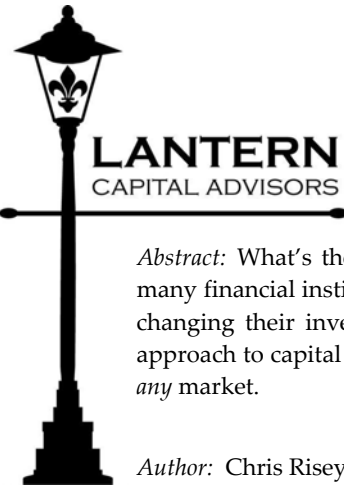 LANTERN
CAPITAL ADVISORS
Abstract: What's the
many financial insti
changing their inve
approach to capital
any market.
Author: Chris Risey